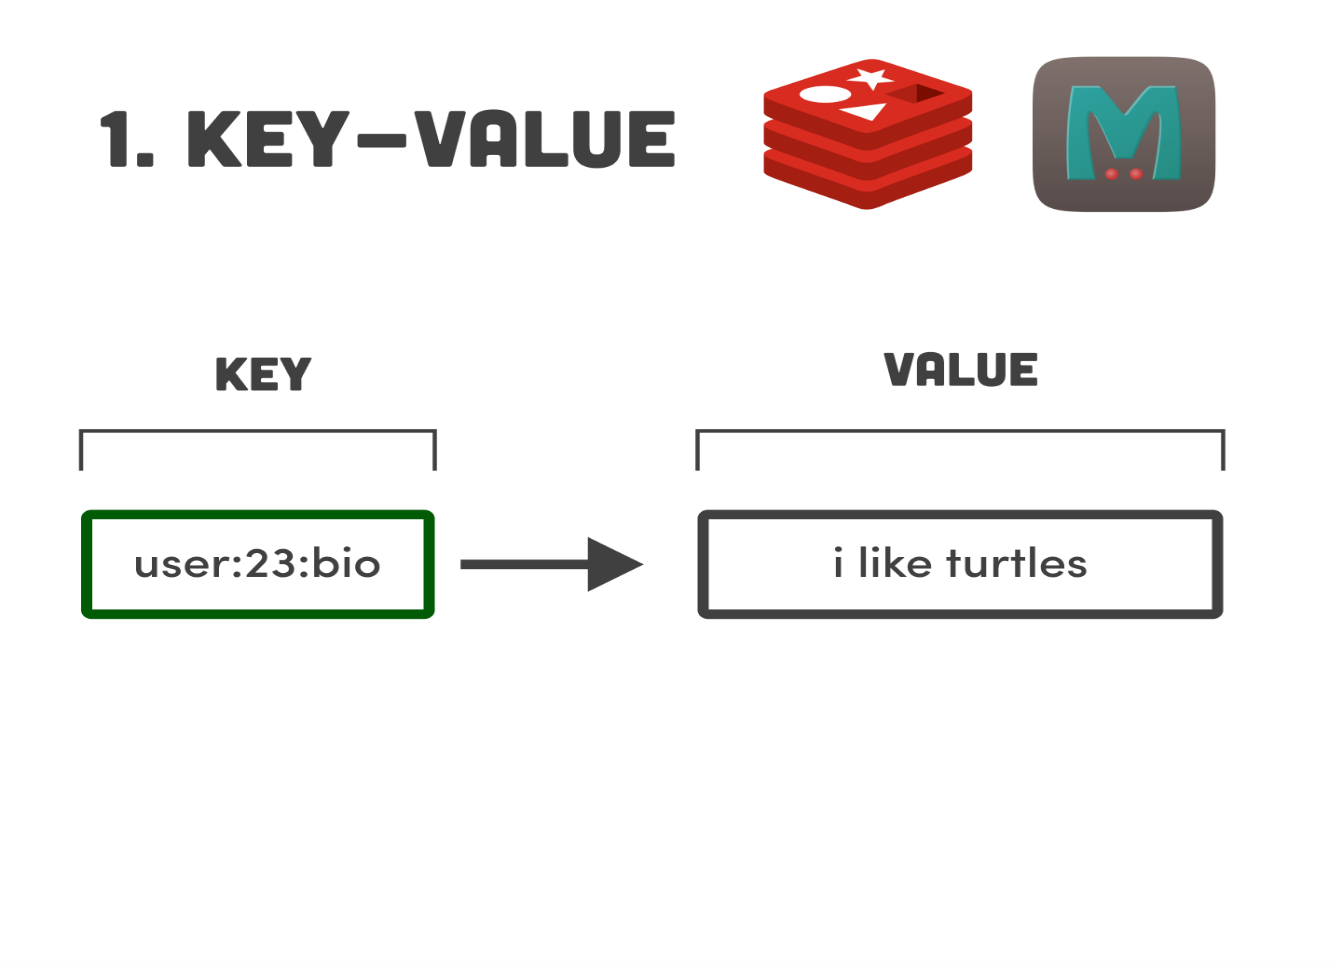 1. KEY-VALUE
M
KEY
VALUE
user:23:bio
i like turtles